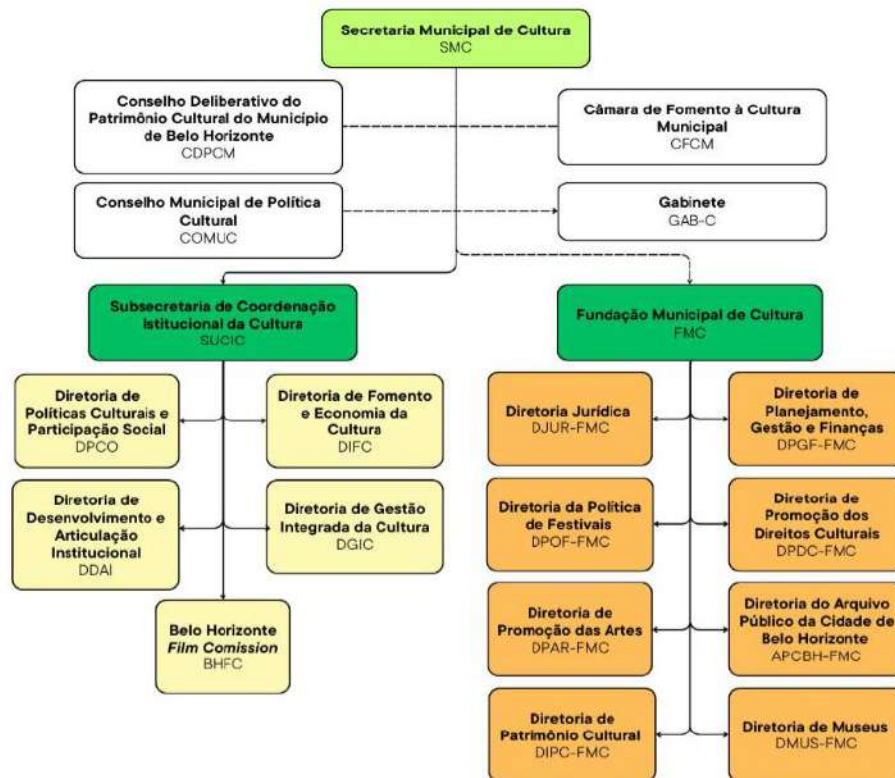 Secretaria Municipal de Cultura
SMC
Conselho Deliberativo do
Patrimônio Cultural do Município
de Belo Horizonte
CDPCM
Câmara de Fomento à Cultura
Municipal
CFCM
Conselho Municipal de Política
Cultural
COMUC
Gabinete
GAB-C
Subsecretaria de Coordenação
Istitucional da Cultura
SUCIC
Fundação Municipal de Cultura
FMC
Diretoria de
Políticas Culturais e
Participação Social
DPCO
Diretoria de Fomento
e Economia da
Cultura
DIFC
Diretoria Jurídica
DJUR-FMC
Diretoria de
Planejamento,
Gestão e Finanças
DPGF-FMC
Diretoria de
Desenvolvimento e
Articulação
Institucional
DDAI
Diretoria de Gestão
Integrada da Cultura
DGIC
Diretoria da Política
de Festivais
DPOF-FMC
Diretoria de
Promoção dos
Direitos Culturais
DPDC-FMC
Belo Horizonte
Film Comission
BHFC
Diretoria de
Promoção das Artes
DPAR-FMC
Diretoria do Arquivo
Público da Cidade de
Belo Horizonte
APCBH-FMC
Diretoria de
Patrimônio Cultural
DIPC-FMC
Diretoria de Museus
DMUS-FMC